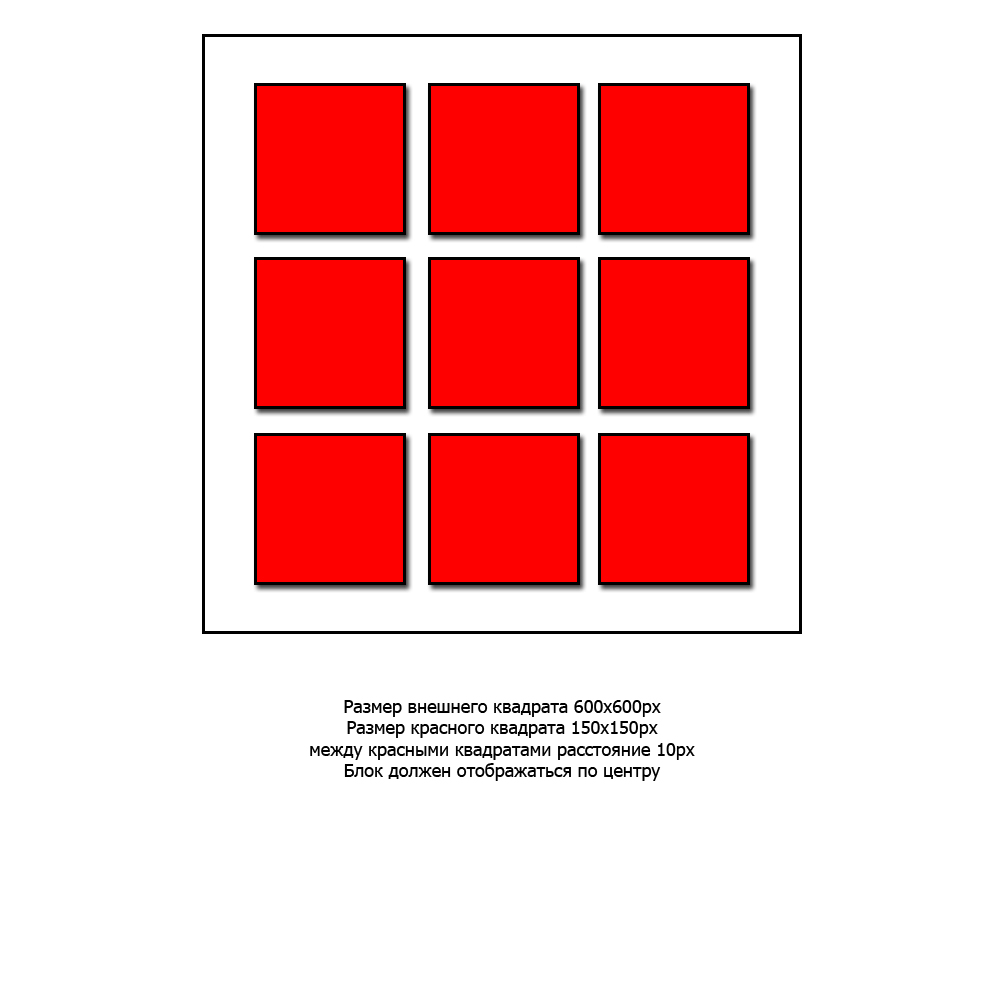 Размер внешнего квадрата 600x600px
Размер красного квадрата 150x150px
между красными квадратами расстояние 10px
Блок должен отображаться по центру